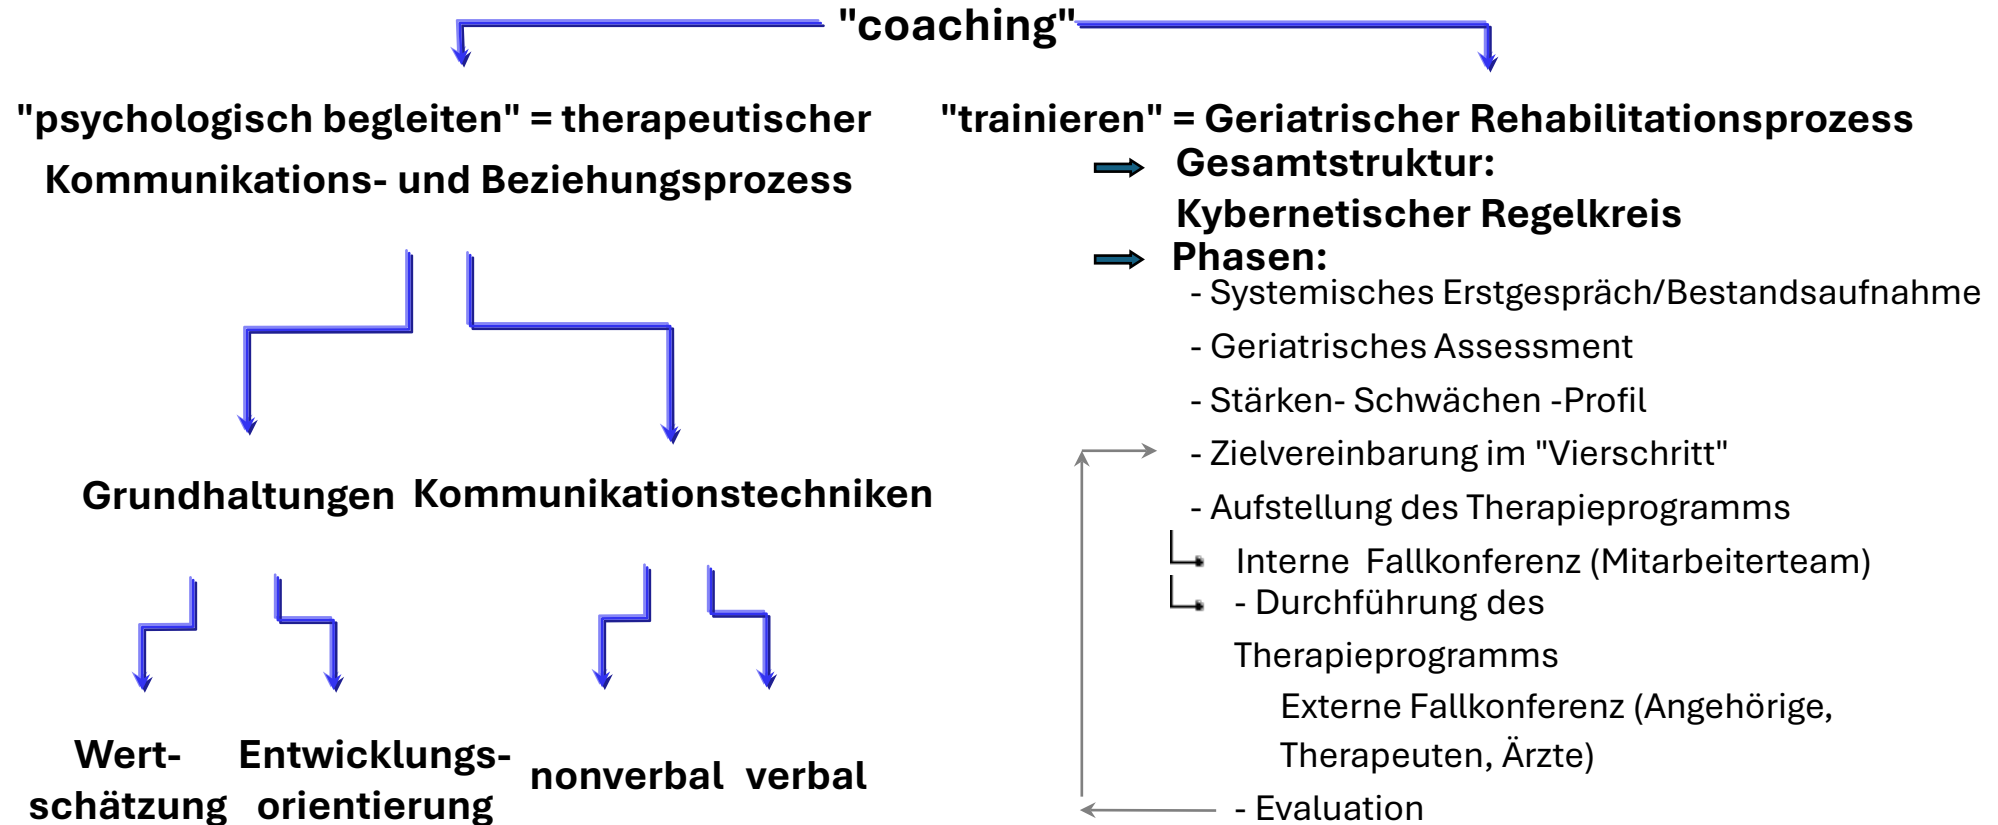 "coaching"
"psychologisch begleiten" = therapeutischer
Kommunikations- und Beziehungsprozess
Grundhaltungen
Kommunikationstechniken
Wert-
schätzung
Entwicklungs-
orientierung
nonverbal
verbal
"trainieren" = Geriatrischer Rehabilitationsprozess
Gesamtstruktur:
Kybernetischer Regelkreis
Phasen:
- Systemisches Erstgespräch/Bestandsaufnahme
- Geriatrisches Assessment
- Stärken- Schwächen -Profil
- Zielvereinbarung im "Vierschritt"
- Aufstellung des Therapieprogramms
Interne Fallkonferenz (Mitarbeiterteam)
- Durchführung des
Therapieprogramms
Externe Fallkonferenz (Angehörige,
Therapeuten, Ärzte)
- Evaluation